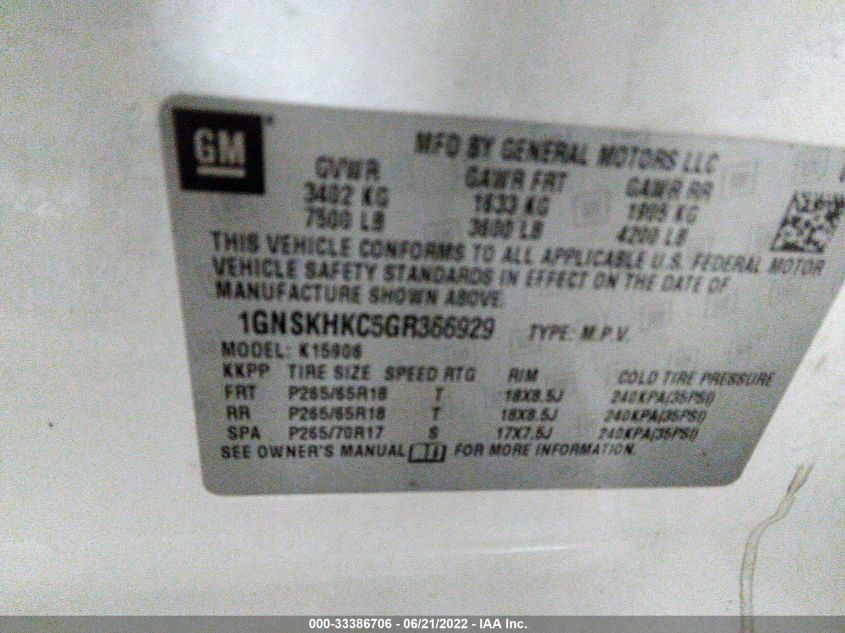 GM
MFD BY GENERAL MOTORS LLC
GVWR GAWR FRT GAWR RR
3402 KG 1633 KG 1905 KG
7500 LB 3600 LB 4200 LB
THIS VEHICLE CONFORMS TO ALL APPLICABLE U.S. FEDERAL MOTOR
VEHICLE SAFETY STANDARDS IN EFFECT ON THE DATE OF
MANUFACTURE SHOWN ABOVE.
1GNSKHKC5GR366929 TYPE: M.P.V.
MODEL: K15906
KKPP TIRE SIZE SPEED RTG RIM COLD TIRE PRESSURE
FRT P265/65R18 T 18X8.5J 240KPA(35PSI)
RR P265/65R18 T 18X8.5J 240KPA(35PSI)
SPA P265/70R17 S 17X7.5J 240KPA(35PSI)
SEE OWNER'S MANUAL FOR MORE INFORMATION.
000-33386706 - 06/21/2022 - IAA Inc.